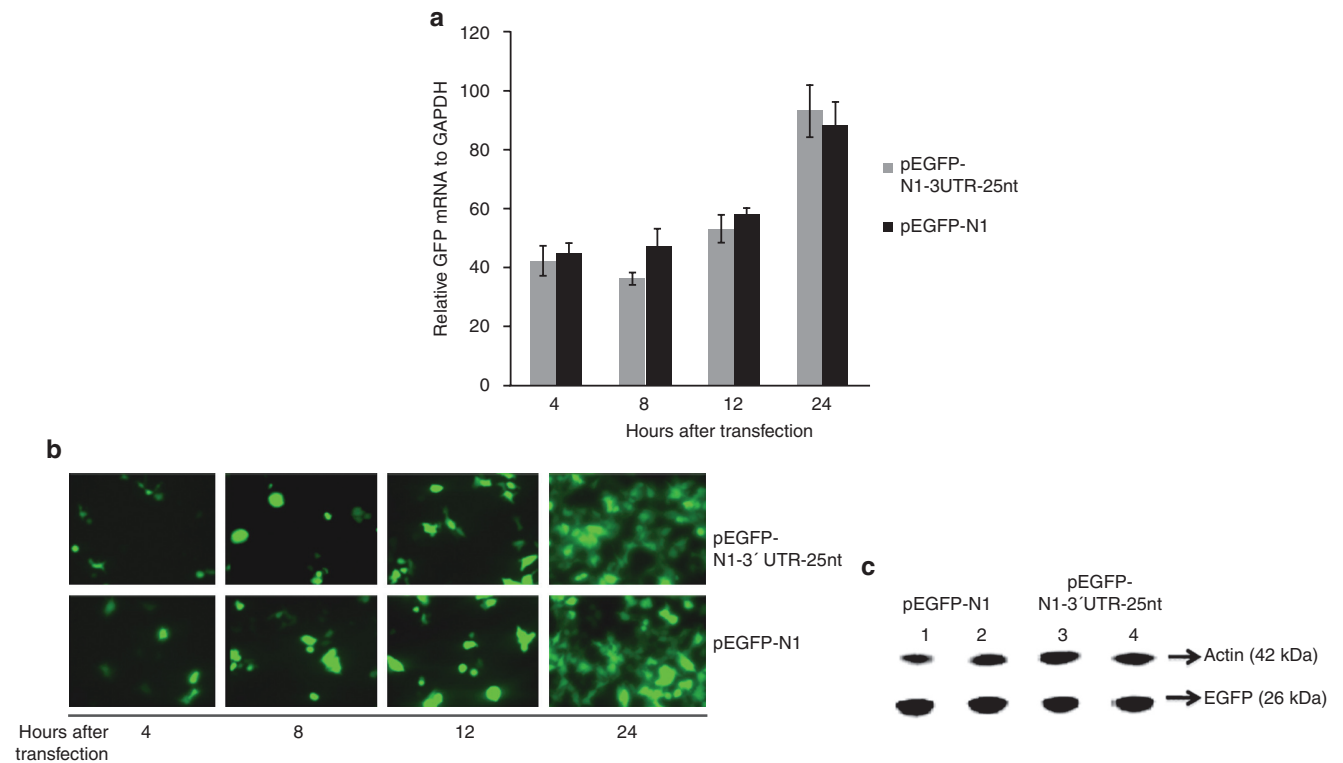 a
120
100
80
60
40
20
0
Relative GFP mRNA to GAPDH
4 8 12 24
Hours after transfection
pEGFP-
N1-3UTR-25nt
pEGFP-N1
b
pEGFP-
N1-3´ UTR-25nt
pEGFP-N1
Hours after
transfection
4 8 12 24
c
pEGFP-N1
pEGFP-
N1-3´UTR-25nt
1 2 3 4
Actin (42 kDa)
EGFP (26 kDa)